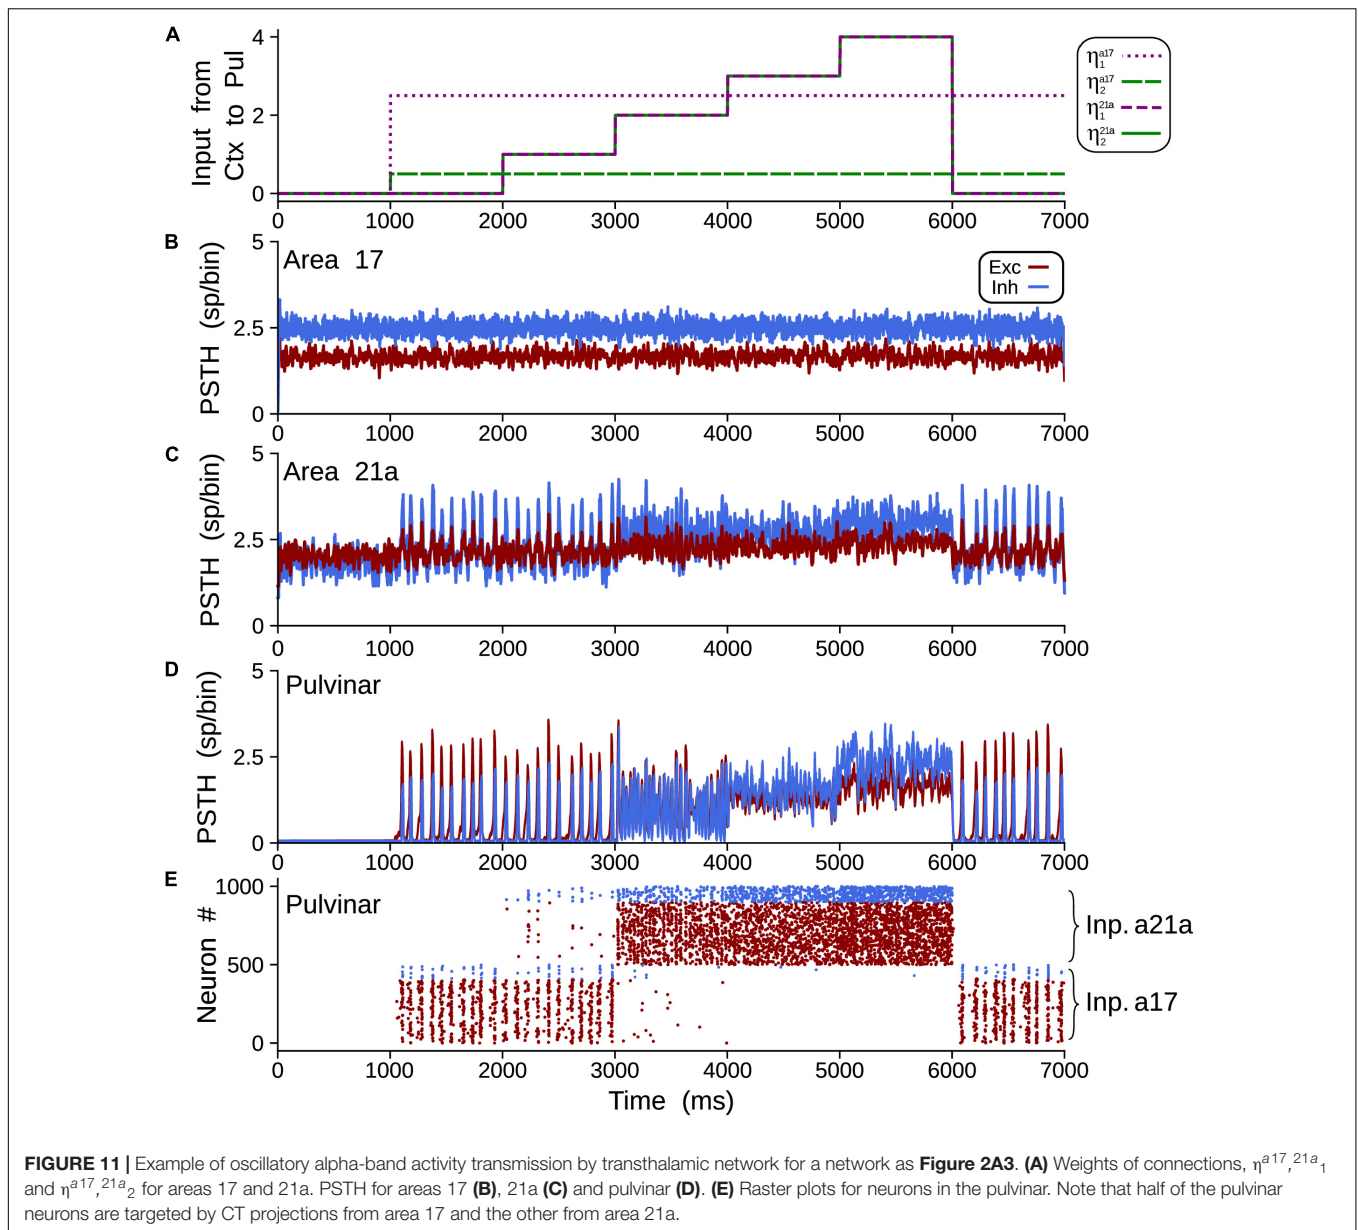 A
Input from
Ctx to Pul
4
2
0
0 1000 2000 3000 4000 5000 6000 7000
η₁ᵃ¹⁷
η₂ᵃ¹⁷
η₁²¹ᵃ
η₂²¹ᵃ
B
PSTH (sp/bin)
5
2.5
0
Area 17
Exc
Inh
0 1000 2000 3000 4000 5000 6000 7000
C
PSTH (sp/bin)
5
2.5
0
Area 21a
0 1000 2000 3000 4000 5000 6000 7000
D
PSTH (sp/bin)
5
2.5
0
Pulvinar
0 1000 2000 3000 4000 5000 6000 7000
E
Neuron #
1000
500
0
Pulvinar
Inp. a21a
Inp. a17
0 1000 2000 3000 4000 5000 6000 7000
Time (ms)
FIGURE 11 | Example of oscillatory alpha-band activity transmission by transthalamic network for a network as Figure 2A3. (A) Weights of connections, ηᵃ¹⁷,²¹ᵃ₁
and ηᵃ¹⁷,²¹ᵃ₂ for areas 17 and 21a. PSTH for areas 17 (B), 21a (C) and pulvinar (D). (E) Raster plots for neurons in the pulvinar. Note that half of the pulvinar
neurons are targeted by CT projections from area 17 and the other from area 21a.